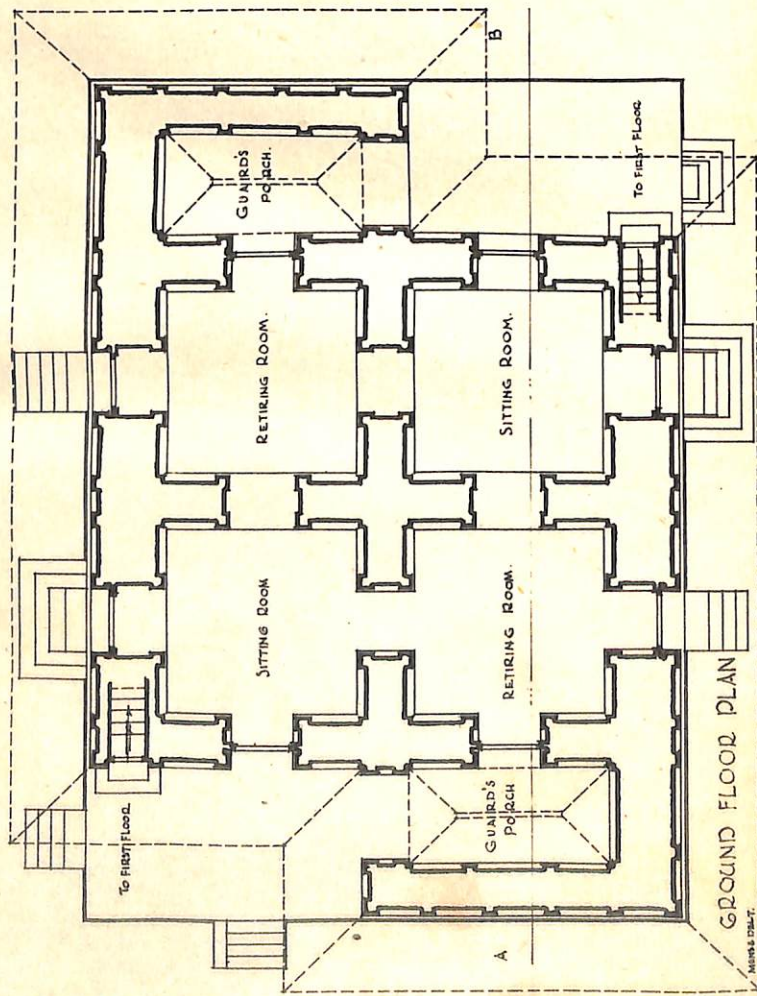 TO FIRST FLOOR
GUARD'S
PORCH.
SITTING ROOM
RETIRING ROOM.
RETIRING ROOM.
SITTING ROOM.
GUARD'S
PORCH
TO FIRST FLOOR
A
B
GROUND FLOOR PLAN